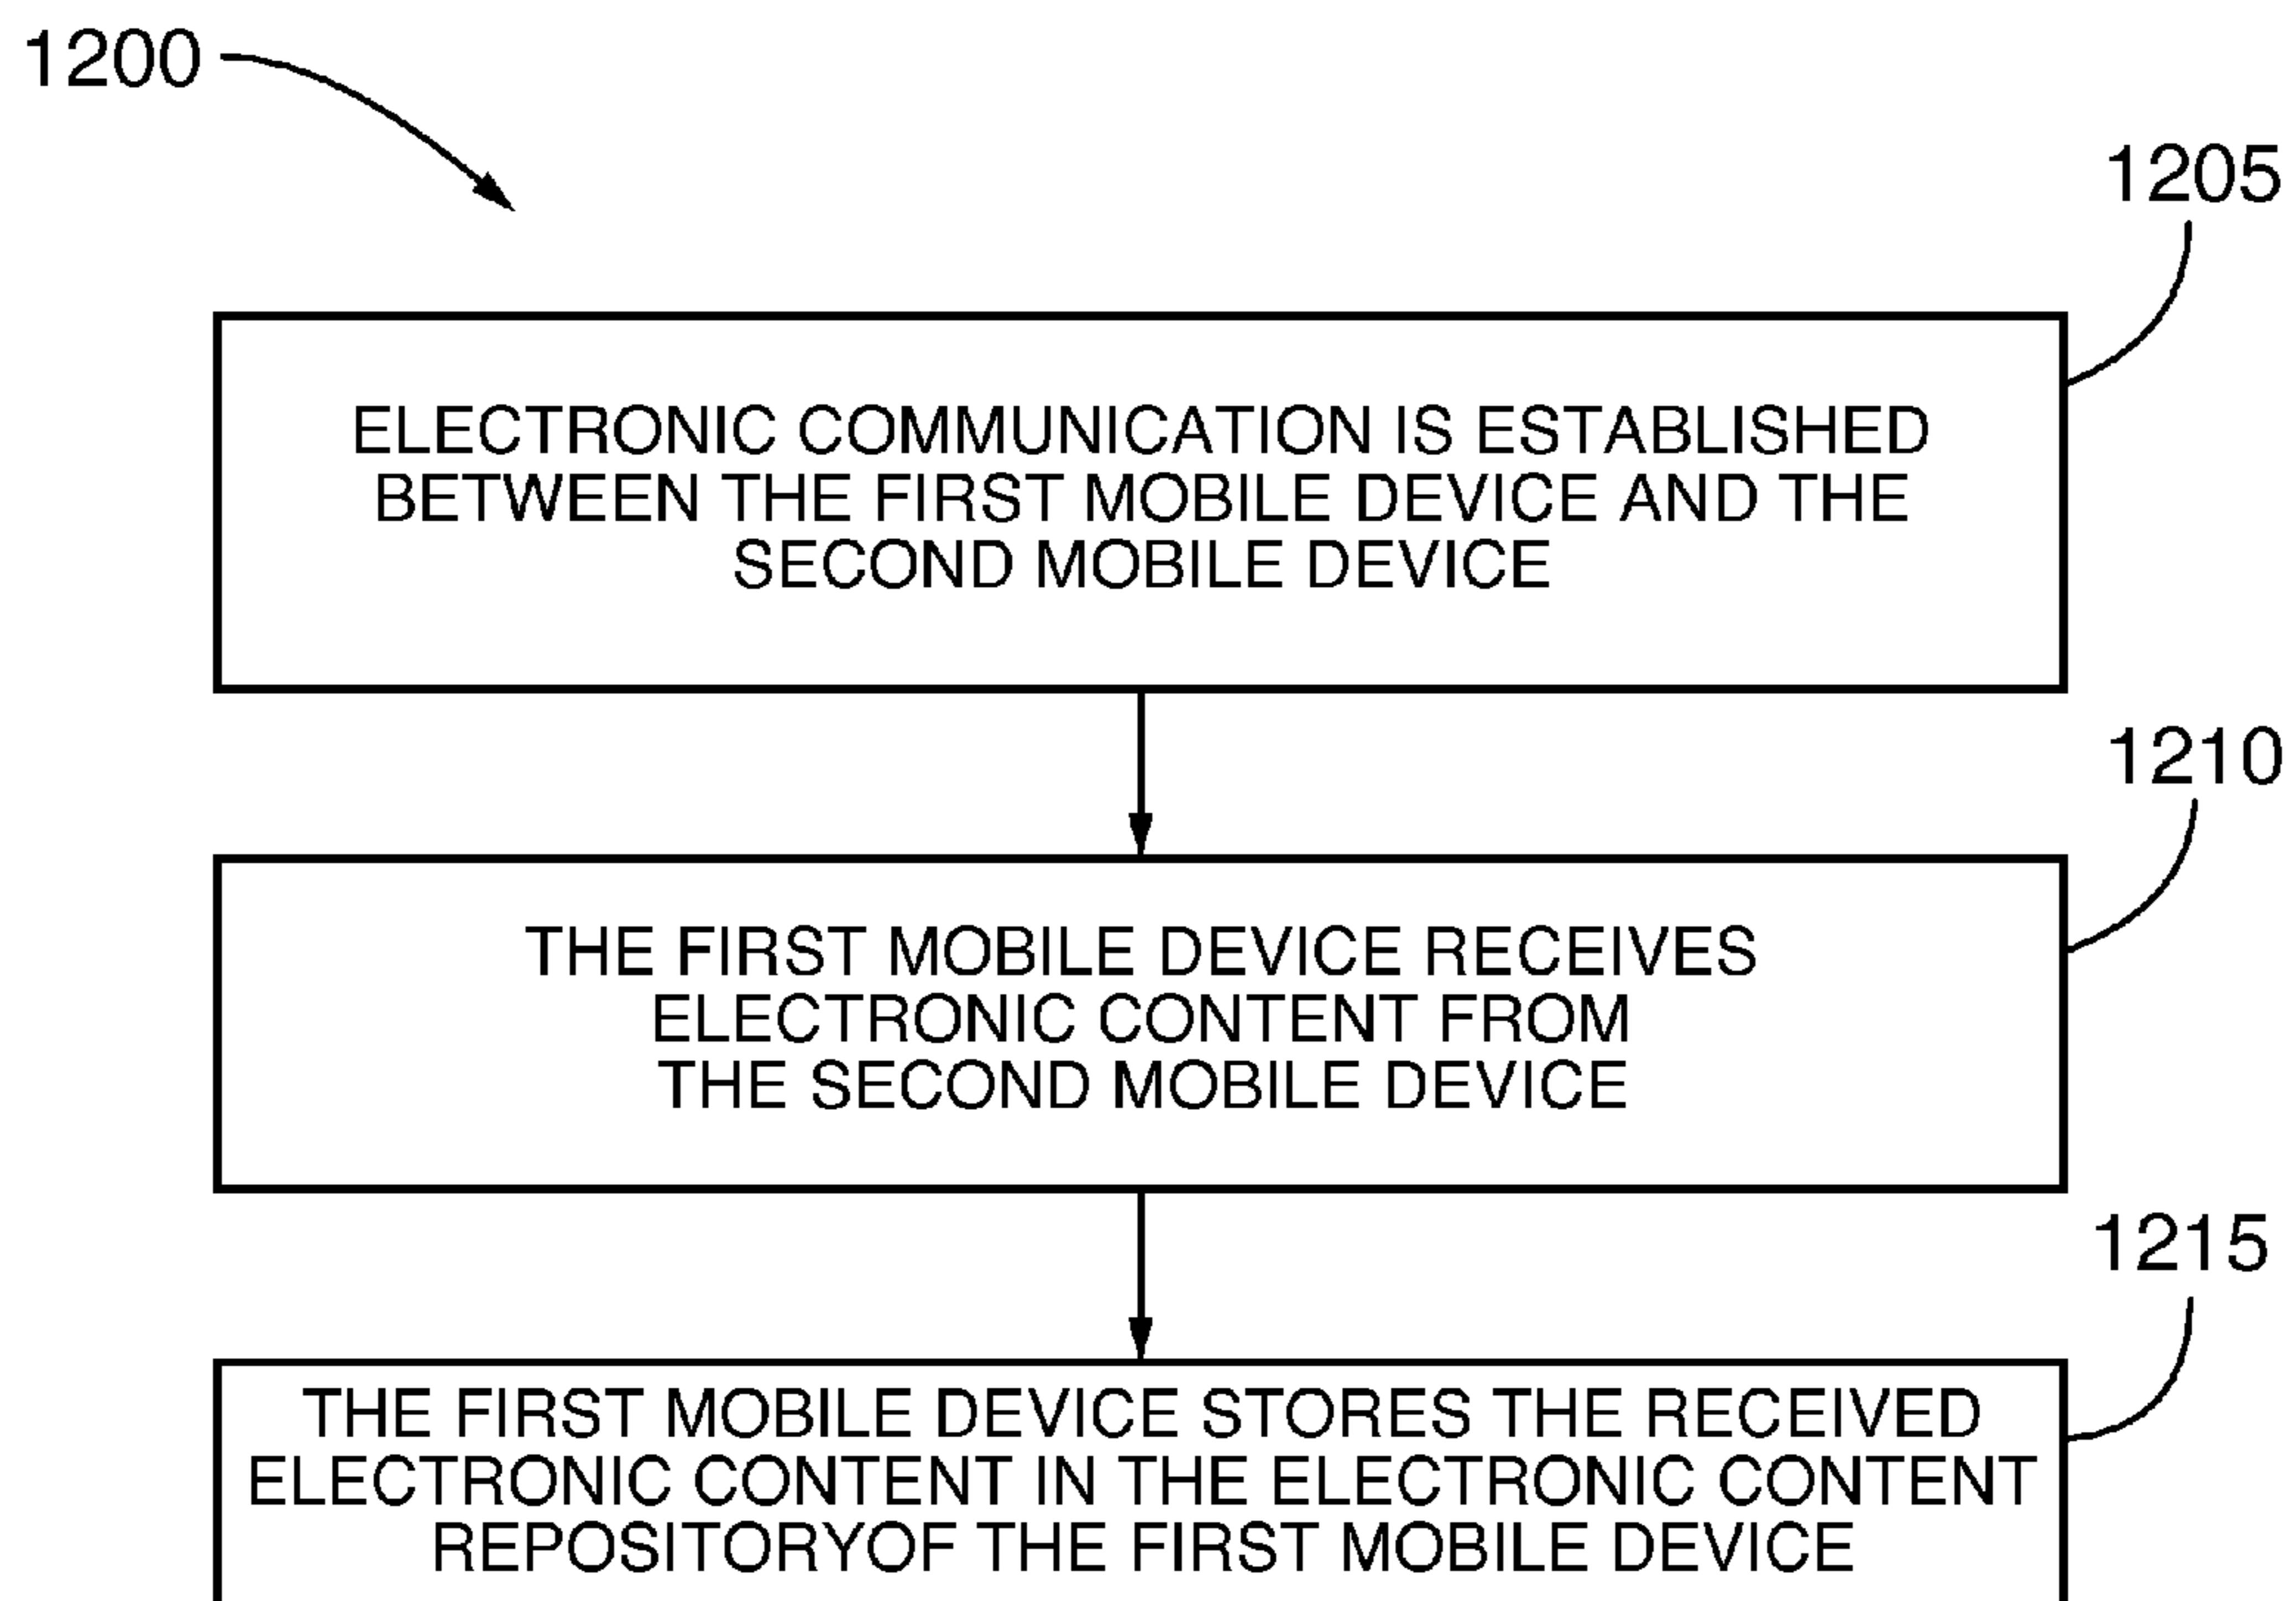 1200
1205
ELECTRONIC COMMUNICATION IS ESTABLISHED
BETWEEN THE FIRST MOBILE DEVICE AND THE
SECOND MOBILE DEVICE
1210
THE FIRST MOBILE DEVICE RECEIVES
ELECTRONIC CONTENT FROM
THE SECOND MOBILE DEVICE
1215
THE FIRST MOBILE DEVICE STORES THE RECEIVED
ELECTRONIC CONTENT IN THE ELECTRONIC CONTENT
REPOSITORYOF THE FIRST MOBILE DEVICE